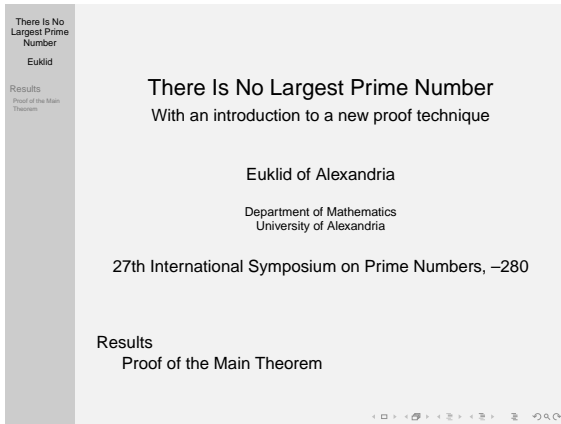 There Is No
Largest Prime
Number
Euklid
Results
Proof of the Main
Theorem
There Is No Largest Prime Number
With an introduction to a new proof technique
Euklid of Alexandria
Department of Mathematics
University of Alexandria
27th International Symposium on Prime Numbers, –280
Results
Proof of the Main Theorem